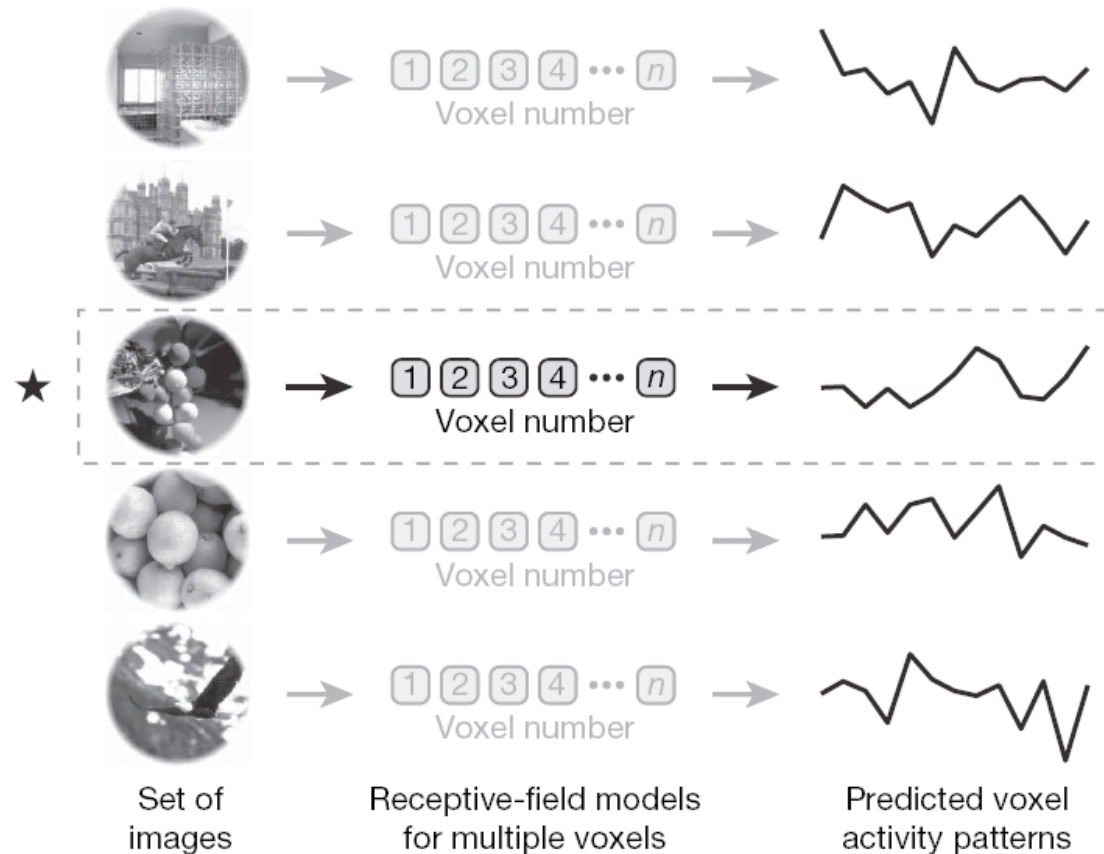 1 2 3 4 ••• n
Voxel number
1 2 3 4 ••• n
Voxel number
1 2 3 4 ••• n
Voxel number
1 2 3 4 ••• n
Voxel number
1 2 3 4 ••• n
Voxel number
Set of images
Receptive-field models for multiple voxels
Predicted voxel activity patterns